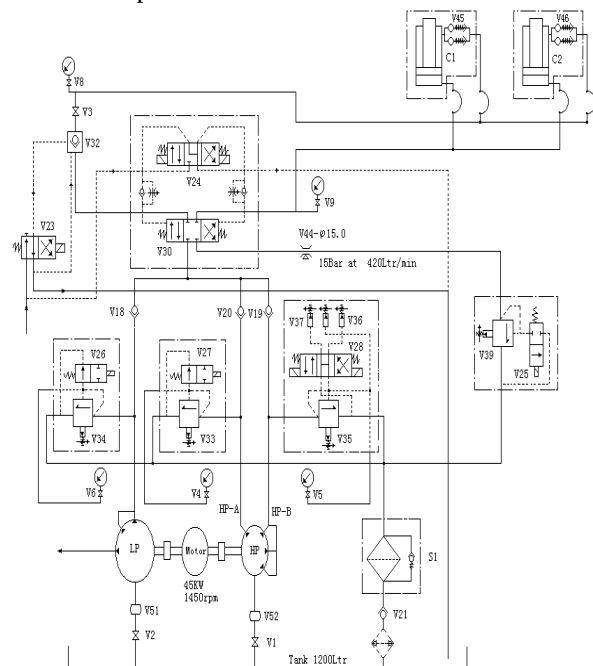 V45
V46
C1
C2
V8
V3
V32
V24
V23
V9
V30
V44-φ15.0
15Bar at 420Ltr/min
V18
V20
V19
V37
V36
V28
V39
V25
V26
V27
V34
V33
V35
V6
V4
V5
HP-A
HP-B
LP
Motor
HP
S1
45KW
1450rpm
V51
V52
V21
V2
V1
Tank 1200Ltr